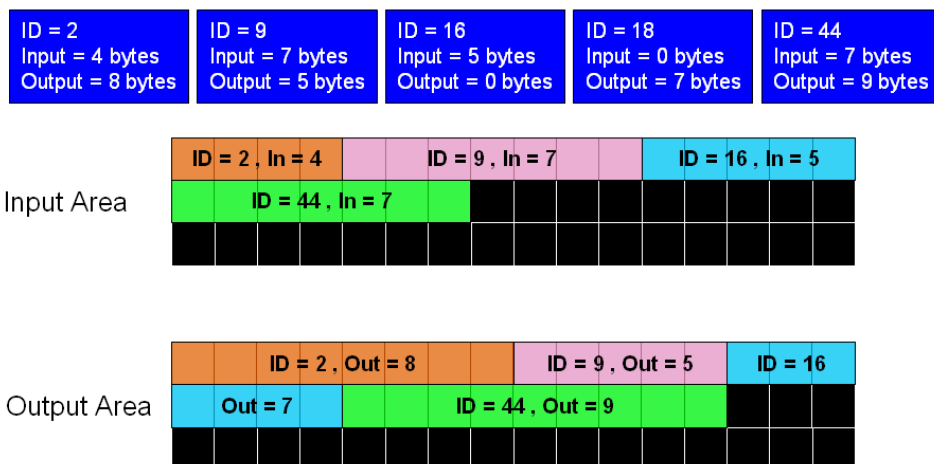 ID = 2
Input = 4 bytes
Output = 8 bytes
ID = 9
Input = 7 bytes
Output = 5 bytes
ID = 16
Input = 5 bytes
Output = 0 bytes
ID = 18
Input = 0 bytes
Output = 7 bytes
ID = 44
Input = 7 bytes
Output = 9 bytes
Input Area
ID = 2 , In = 4
ID = 9 , In = 7
ID = 16 , In = 5
ID = 44 , In = 7
Output Area
ID = 2 , Out = 8
ID = 9 , Out = 5
ID = 16
Out = 7
ID = 44 , Out = 9